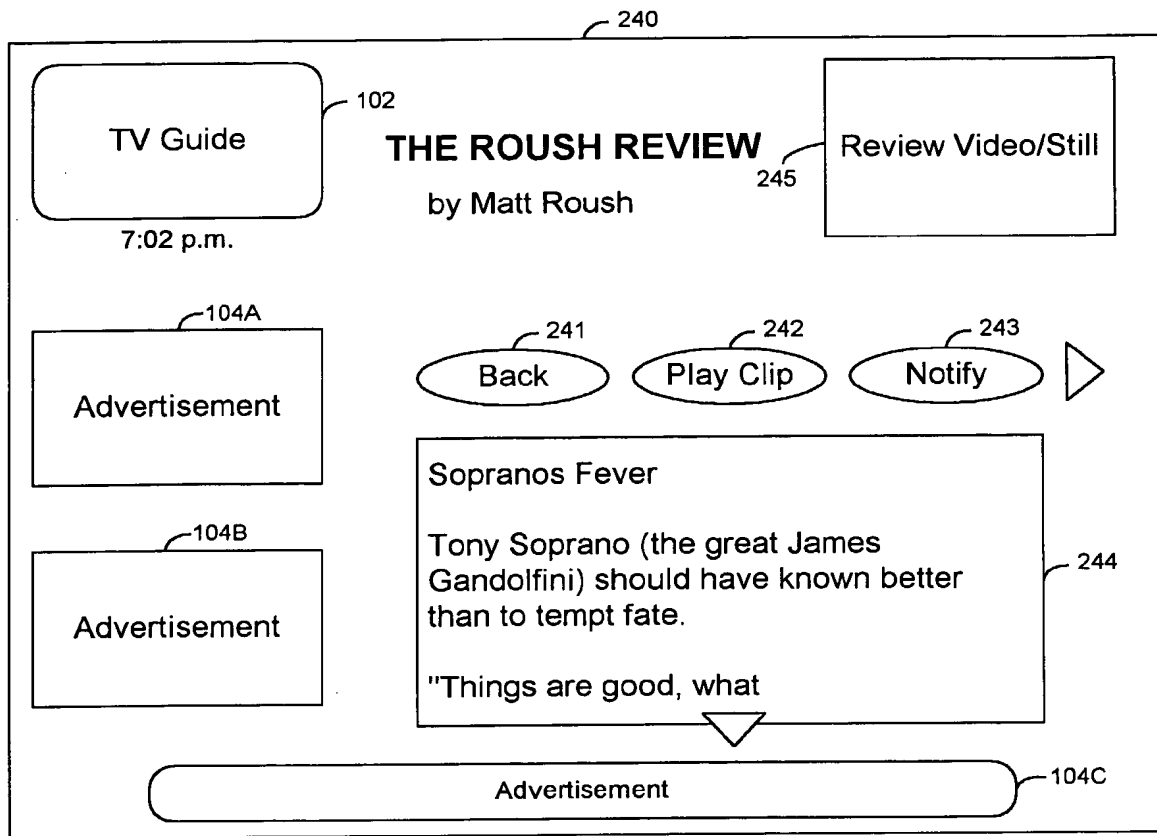 240
TV Guide
102
7:02 p.m.
THE ROUSH REVIEW
by Matt Roush
245
Review Video/Still
104A
Advertisement
104B
Advertisement
241
Back
242
Play Clip
243
Notify
Sopranos Fever
Tony Soprano (the great James
Gandolfini) should have known better
than to tempt fate.
"Things are good, what
244
Advertisement
104C